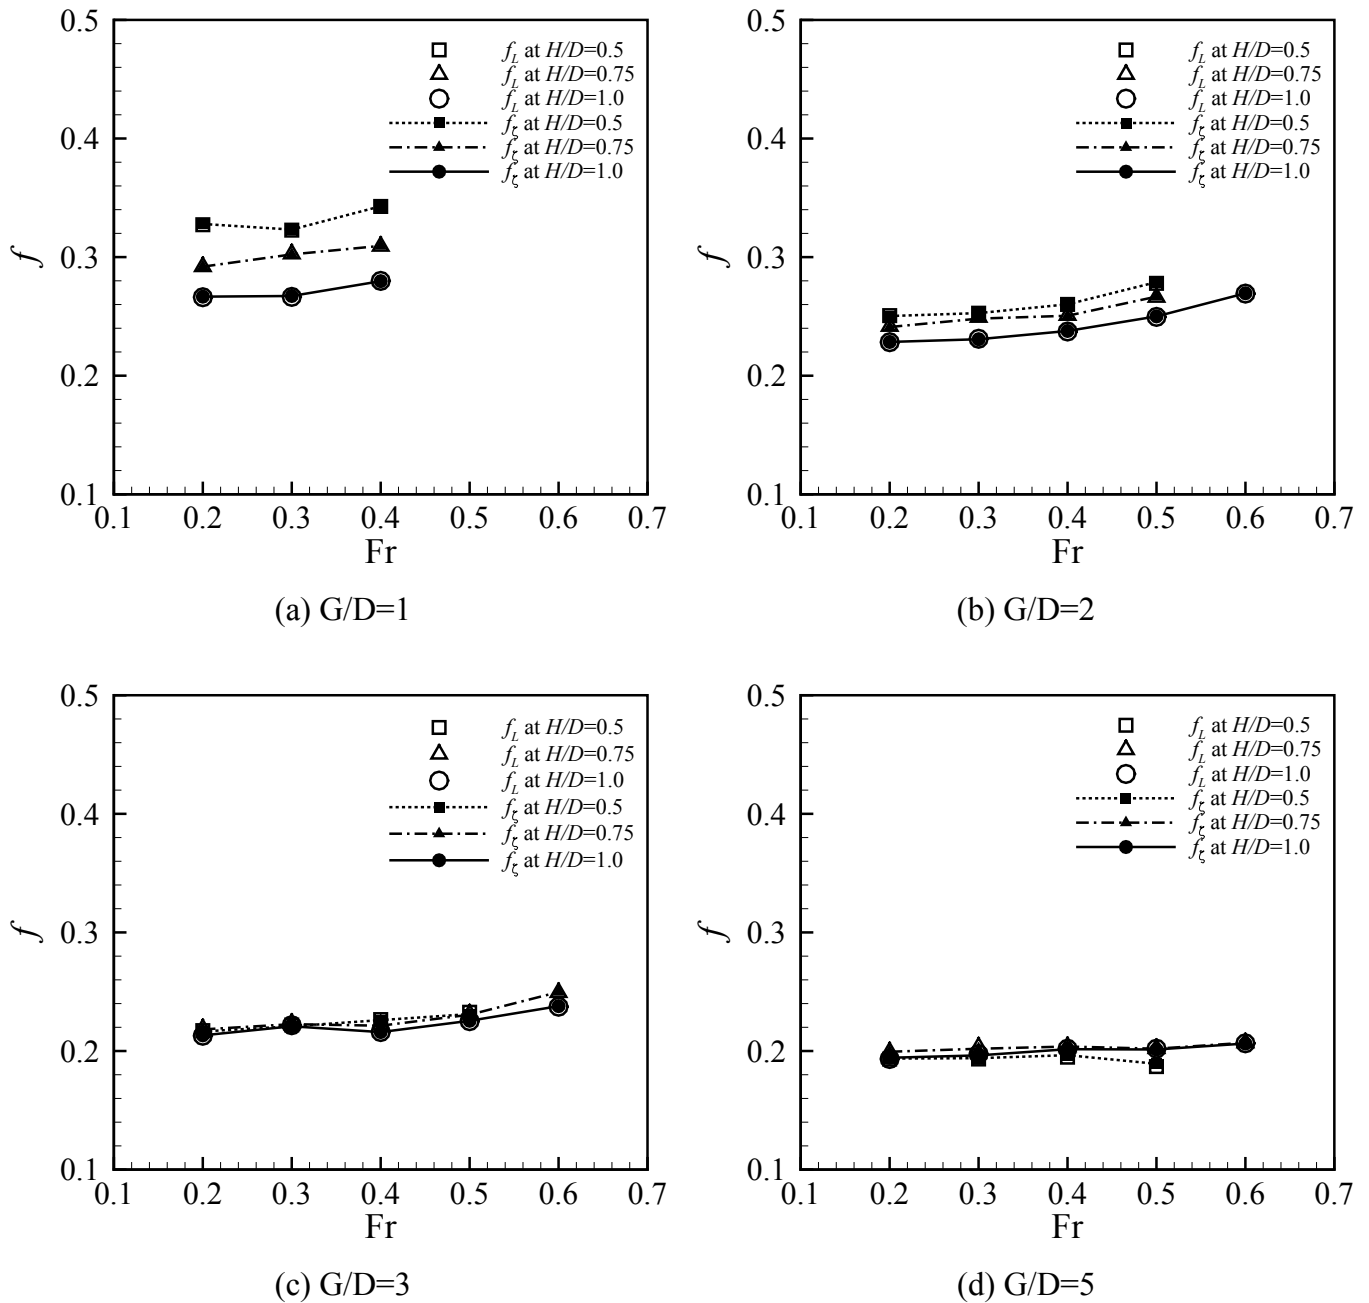 0.5
0.4
0.3
0.2
0.1
f
f_L at H/D=0.5
f_L at H/D=0.75
f_L at H/D=1.0
f_ζ at H/D=0.5
f_ζ at H/D=0.75
f_ζ at H/D=1.0
0.1 0.2 0.3 0.4 0.5 0.6 0.7
Fr
(a) G/D=1
0.5
0.4
0.3
0.2
0.1
f
f_L at H/D=0.5
f_L at H/D=0.75
f_L at H/D=1.0
f_ζ at H/D=0.5
f_ζ at H/D=0.75
f_ζ at H/D=1.0
0.1 0.2 0.3 0.4 0.5 0.6 0.7
Fr
(b) G/D=2
0.5
0.4
0.3
0.2
0.1
f
f_L at H/D=0.5
f_L at H/D=0.75
f_L at H/D=1.0
f_ζ at H/D=0.5
f_ζ at H/D=0.75
f_ζ at H/D=1.0
0.1 0.2 0.3 0.4 0.5 0.6 0.7
Fr
(c) G/D=3
0.5
0.4
0.3
0.2
0.1
f
f_L at H/D=0.5
f_L at H/D=0.75
f_L at H/D=1.0
f_ζ at H/D=0.5
f_ζ at H/D=0.75
f_ζ at H/D=1.0
0.1 0.2 0.3 0.4 0.5 0.6 0.7
Fr
(d) G/D=5